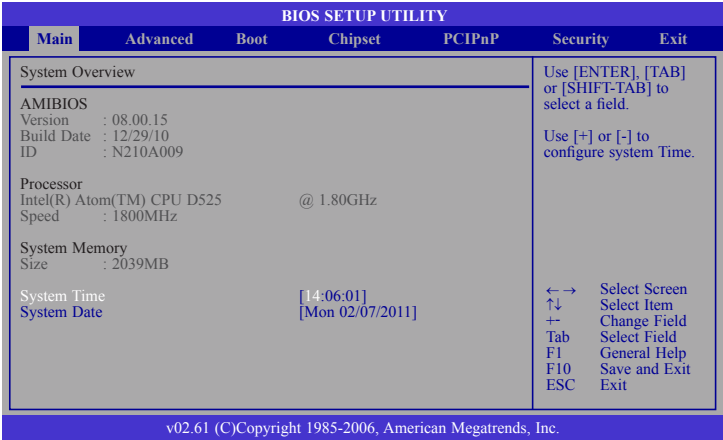 BIOS SETUP UTILITY
Main Advanced Boot Chipset PCIPnP Security Exit
System Overview
AMIBIOS
Version : 08.00.15
Build Date : 12/29/10
ID : N210A009
Processor
Intel(R) Atom(TM) CPU D525 @ 1.80GHz
Speed : 1800MHz
System Memory
Size : 2039MB
System Time [14:06:01]
System Date [Mon 02/07/2011]
Use [ENTER], [TAB]
or [SHIFT-TAB] to
select a field.
Use [+] or [-] to
configure system Time.
←→ Select Screen
↑↓ Select Item
+- Change Field
Tab Select Field
F1 General Help
F10 Save and Exit
ESC Exit
v02.61 (C)Copyright 1985-2006, American Megatrends, Inc.